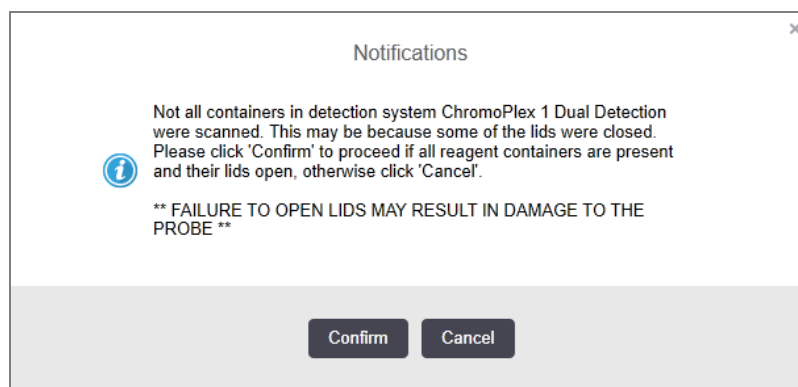 Notifications
Not all containers in detection system ChromoPlex 1 Dual Detection
were scanned. This may be because some of the lids were closed.
Please click 'Confirm' to proceed if all reagent containers are present
and their lids open, otherwise click 'Cancel'.
** FAILURE TO OPEN LIDS MAY RESULT IN DAMAGE TO THE
PROBE **
Confirm
Cancel